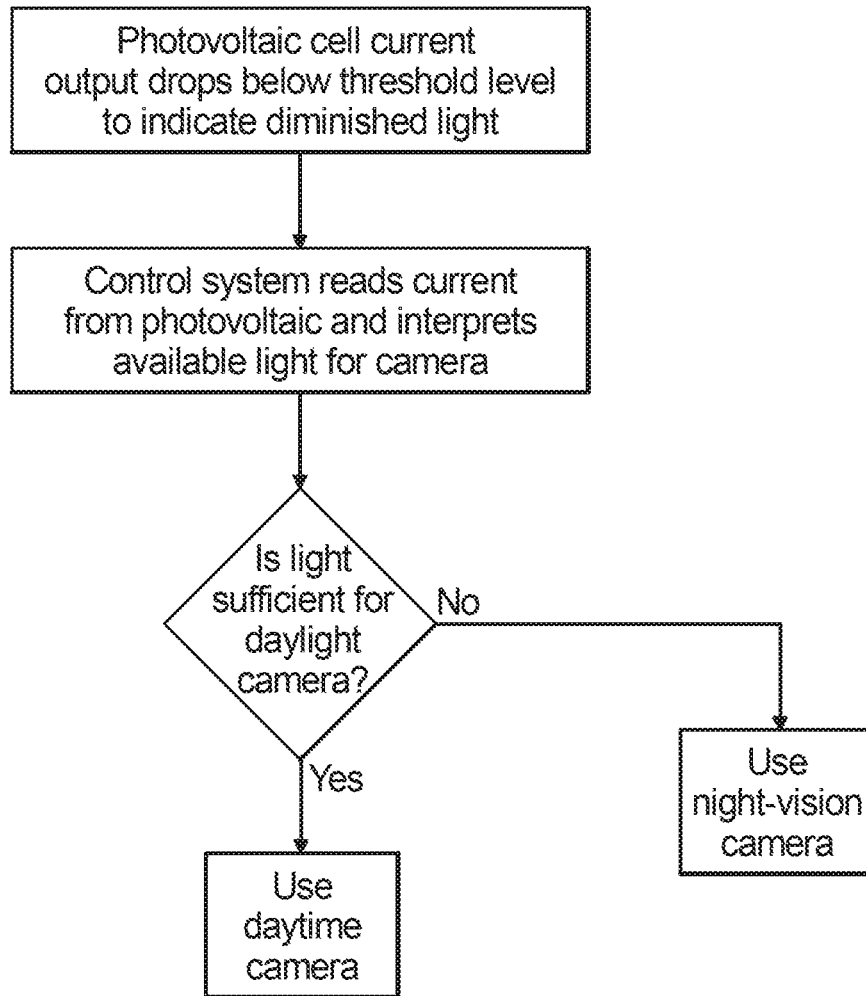 Photovoltaic cell current
output drops below threshold level
to indicate diminished light
Control system reads current
from photovoltaic and interprets
available light for camera
Is light
sufficient for
daylight
camera?
No
Yes
Use
night-vision
camera
Use
daytime
camera